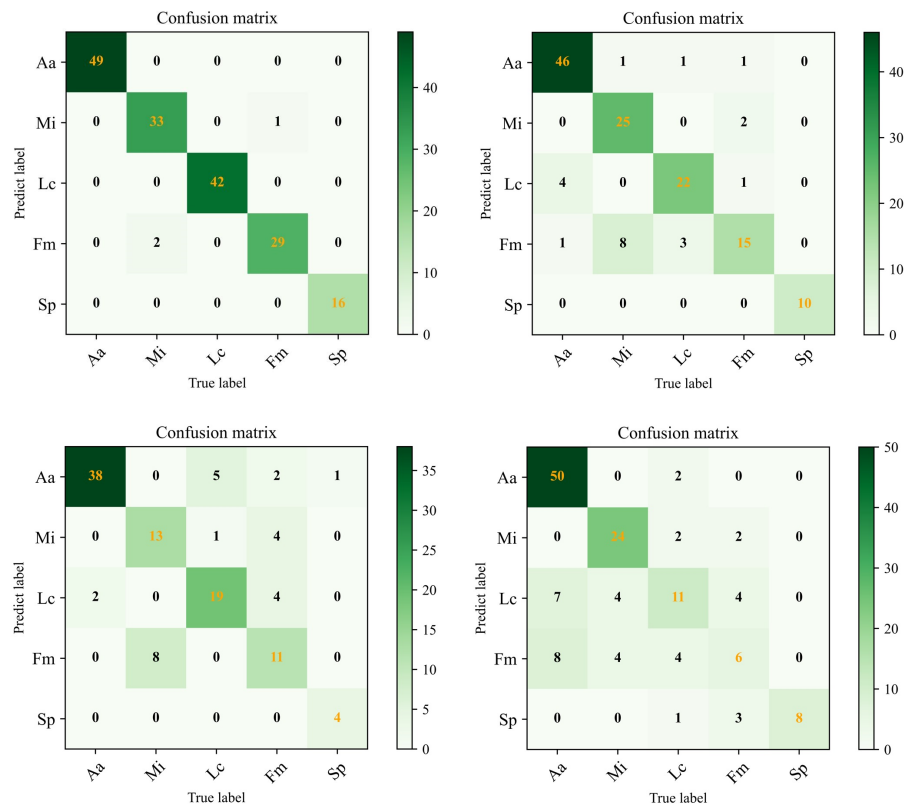 Confusion matrix
Aa 49 0 0 0 0
Mi 0 33 0 1 0
Lc 0 0 42 0 0
Fm 0 2 0 29 0
Sp 0 0 0 0 16
Aa Mi Lc Fm Sp
True label
Predict label
40
30
20
10
0
Confusion matrix
Aa 46 1 1 1 0
Mi 0 25 0 2 0
Lc 4 0 22 1 0
Fm 1 8 3 15 0
Sp 0 0 0 0 10
Aa Mi Lc Fm Sp
True label
Predict label
40
30
20
10
0
Confusion matrix
Aa 38 0 5 2 1
Mi 0 13 1 4 0
Lc 2 0 19 4 0
Fm 0 8 0 11 0
Sp 0 0 0 0 4
Aa Mi Lc Fm Sp
True label
Predict label
35
30
25
20
15
10
5
0
Confusion matrix
Aa 50 0 2 0 0
Mi 0 24 2 2 0
Lc 7 4 11 4 0
Fm 8 4 4 6 0
Sp 0 0 1 3 8
Aa Mi Lc Fm Sp
True label
Predict label
50
40
30
20
10
0